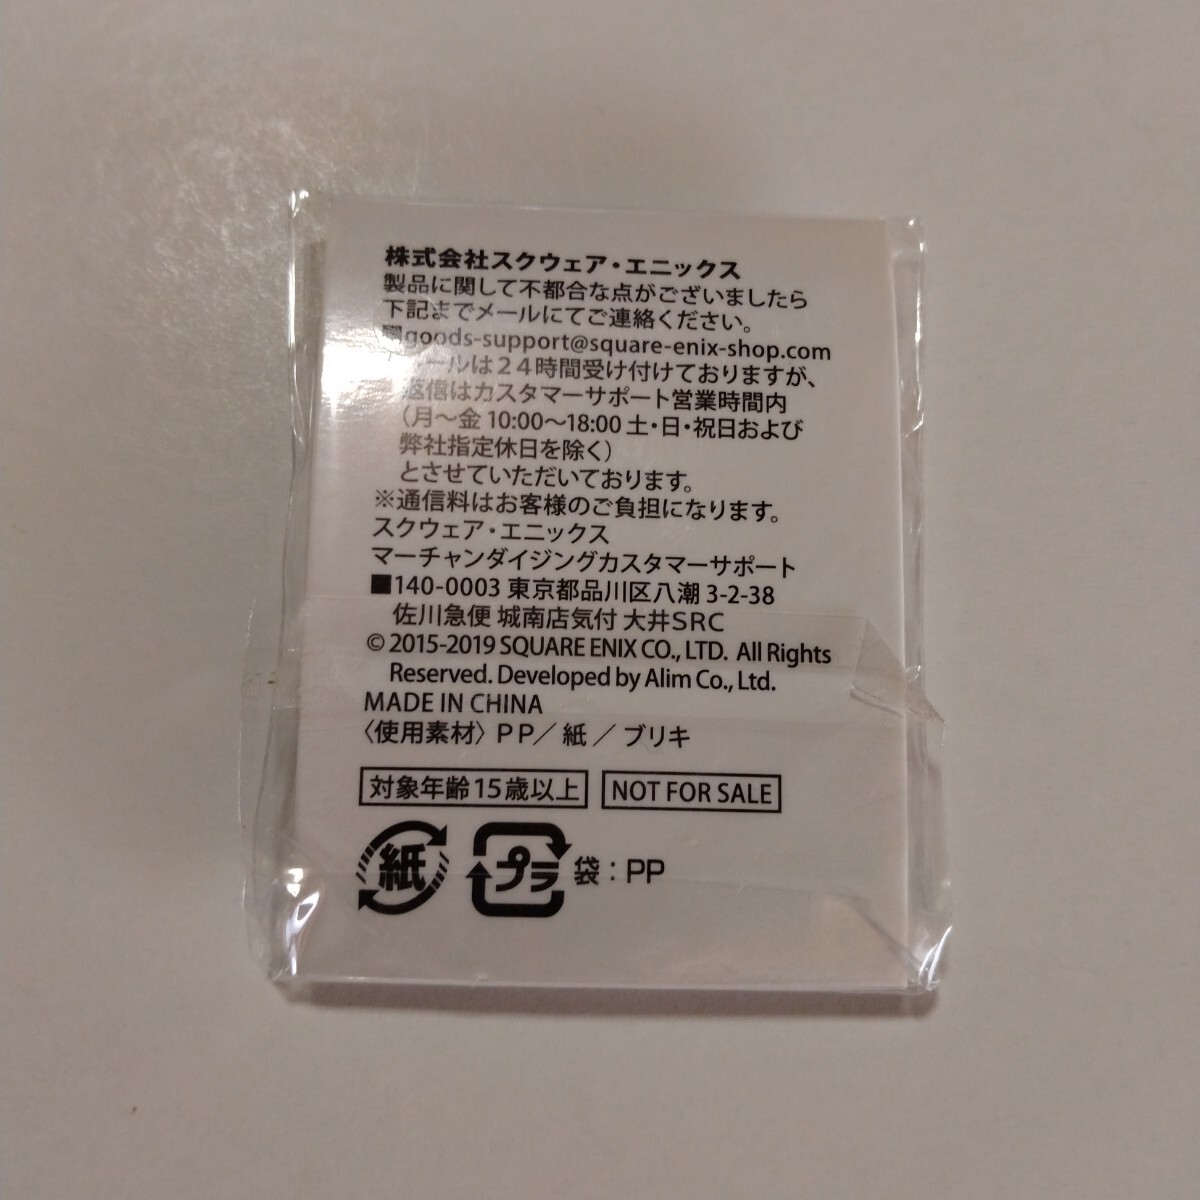 株式会社スクウェア・エニックス
製品に関して不都合な点がございましたら
下記までメールにてご連絡ください。
■goods-support@square-enix-shop.com
メールは24時間受け付けておりますが、
返信はカスタマーサポート営業時間内
(月～金 10:00～18:00 土・日・祝日および
弊社指定休日を除く)
とさせていただいております。
※通信料はお客様のご負担になります。
スクウェア・エニックス
マーチャンダイジングカスタマーサポート
■140-0003 東京都品川区八潮 3-2-38
佐川急便 城南店気付 大井SRC
© 2015-2019 SQUARE ENIX CO., LTD. All Rights
Reserved. Developed by Alim Co., Ltd.
MADE IN CHINA
〈使用素材〉PP／紙／ブリキ
対象年齢15歳以上 NOT FOR SALE
紙 プラ 袋：PP